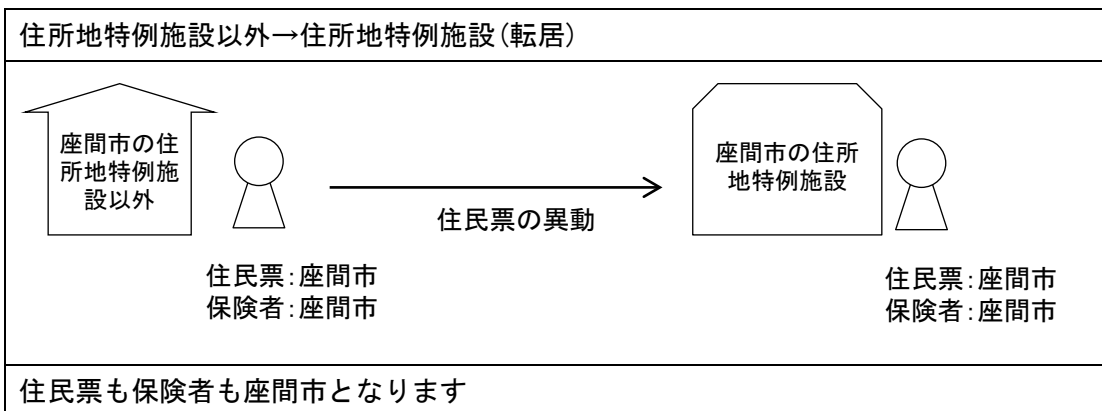 住所地特例施設以外→住所地特例施設(転居)
座間市の住
所地特例施
設以外
座間市の住所
地特例施設
住民票の異動
住民票:座間市
保険者:座間市
住民票:座間市
保険者:座間市
住民票も保険者も座間市となります